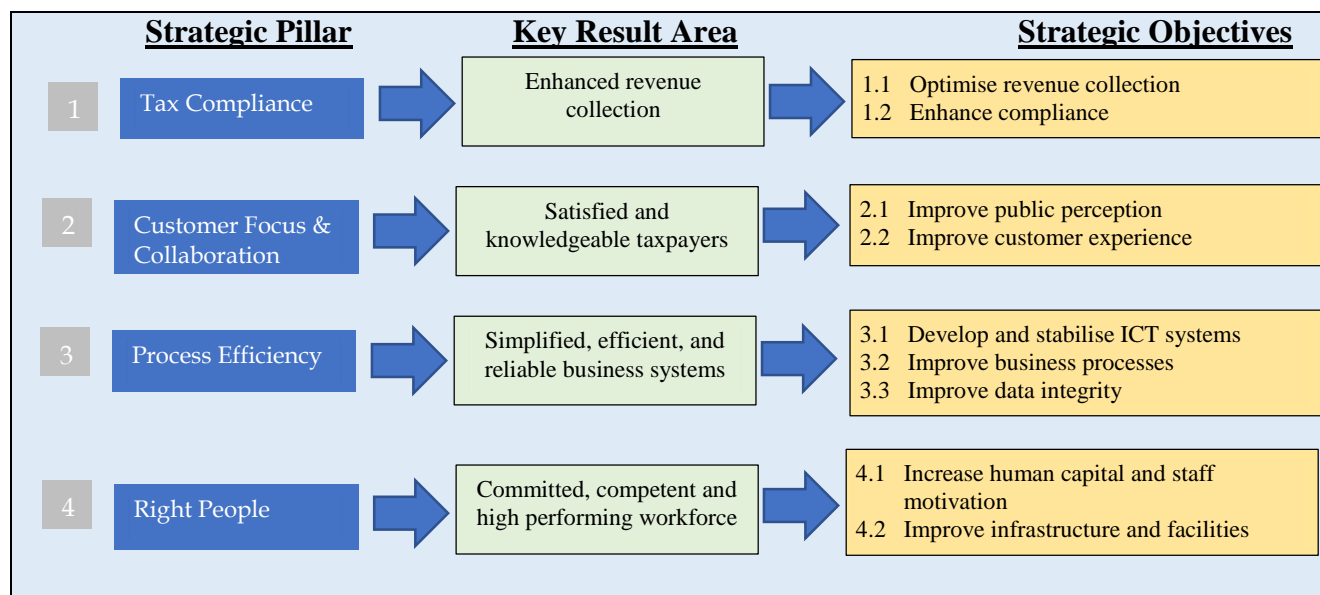 Strategic Pillar Key Result Area Strategic Objectives
1
Tax Compliance
Enhanced revenue
collection
1.1 Optimise revenue collection
1.2 Enhance compliance
2
Customer Focus &
Collaboration
Satisfied and
knowledgeable taxpayers
2.1 Improve public perception
2.2 Improve customer experience
3
Process Efficiency
Simplified, efficient, and
reliable business systems
3.1 Develop and stabilise ICT systems
3.2 Improve business processes
3.3 Improve data integrity
4
Right People
Committed, competent and
high performing workforce
4.1 Increase human capital and staff
motivation
4.2 Improve infrastructure and facilities